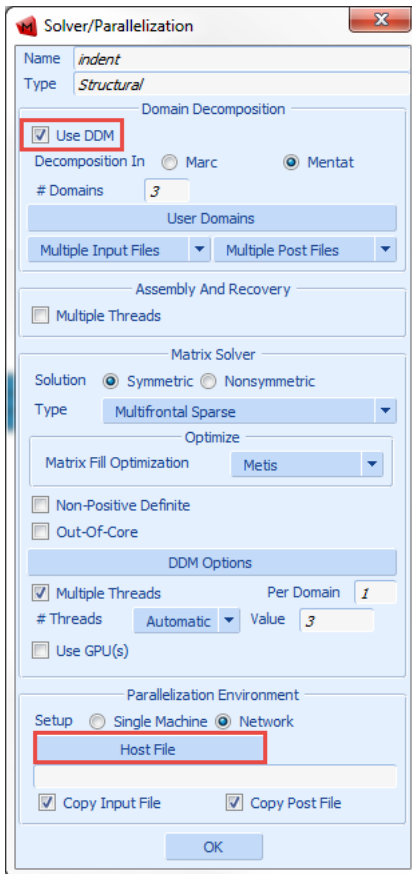 Solver/Parallelization
Name indent
Type Structural
Domain Decomposition
Use DDM
Decomposition In Marc Mentat
# Domains 3
User Domains
Multiple Input Files Multiple Post Files
Assembly And Recovery
Multiple Threads
Matrix Solver
Solution Symmetric Nonsymmetric
Type Multifrontal Sparse
Optimize
Matrix Fill Optimization Metis
Non-Positive Definite
Out-Of-Core
DDM Options
Multiple Threads Per Domain 1
# Threads Automatic Value 3
Use GPU(s)
Parallelization Environment
Setup Single Machine Network
Host File
Copy Input File Copy Post File
OK